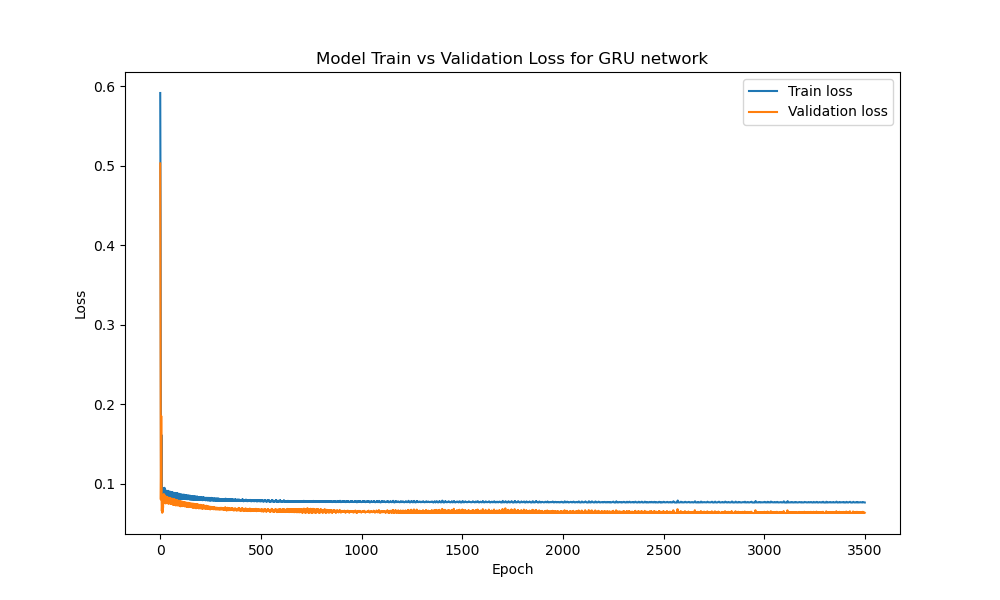 Model Train vs Validation Loss for GRU network
Train loss
Validation loss
Loss
0.6
0.5
0.4
0.3
0.2
0.1
0 500 1000 1500 2000 2500 3000 3500
Epoch